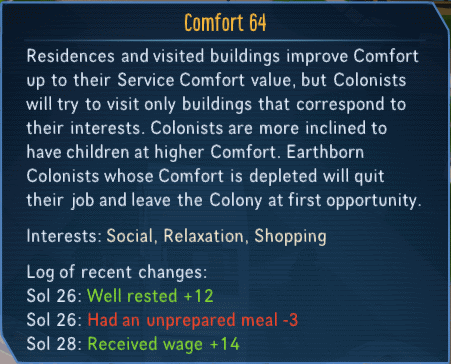 Comfort 64
Residences and visited buildings improve Comfort
up to their Service Comfort value, but Colonists
will try to visit only buildings that correspond to
their interests. Colonists are more inclined to
have children at higher Comfort. Earthborn
Colonists whose Comfort is depleted will quit
their job and leave the Colony at first opportunity.
Interests: Social, Relaxation, Shopping
Log of recent changes:
Sol 26: Well rested +12
Sol 26: Had an unprepared meal -3
Sol 28: Received wage +14